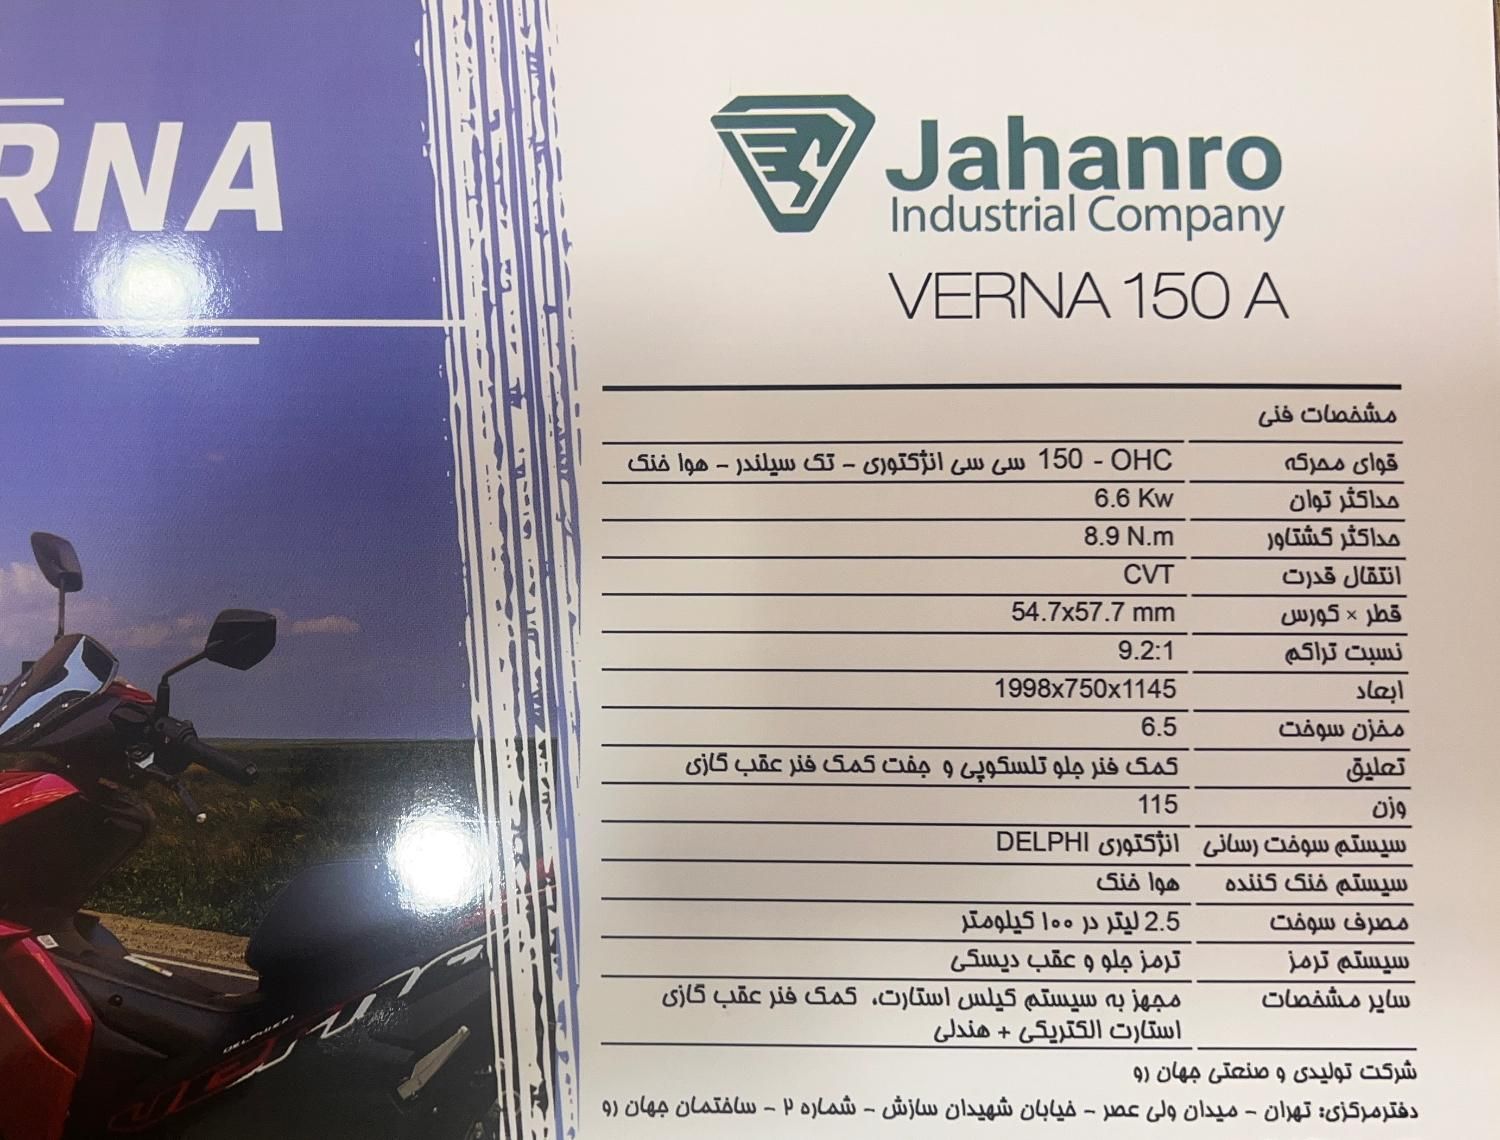 RNA
Jahanro
Industrial Company
VERNA 150 A
مشخصات فنی
قوای محرکه 150 - OHC سی سی انژکتوری - تک سیلندر - هوا خنک
حداکثر توان 6.6 Kw
حداکثر گشتاور 8.9 N.m
انتقال قدرت CVT
قطر × کورس 54.7x57.7 mm
نسبت تراکم 9.2:1
ابعاد 1998x750x1145
مخزن سوخت 6.5
تعلیق کمک فنر جلو تلسکوپی و جفت کمک فنر عقب گازی
وزن 115
سیستم سوخت رسانی انژکتوری DELPHI
سیستم خنک کننده هوا خنک
مصرف سوخت 2.5 لیتر در ۱۰۰ کیلومتر
سیستم ترمز ترمز جلو و عقب دیسکی
سایر مشخصات مجهز به سیستم کیلس استارت، کمک فنر عقب گازی
استارت الکتریکی + هندلی
شرکت تولیدی و صنعتی جهان رو
دفترمرکزی: تهران - میدان ولی عصر - خیابان شهیدان سازش - شماره ۲ - ساختمان جهان رو